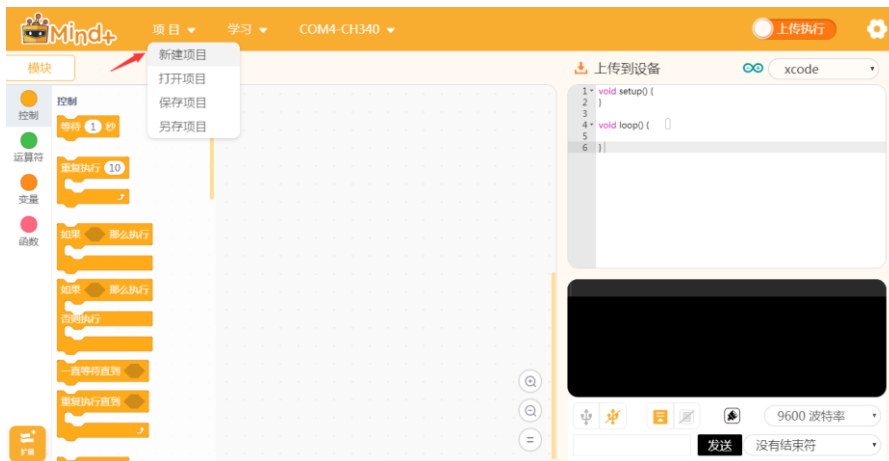 Mind+
项目
学习
COM4-CH340
上传执行
新建项目
打开项目
保存项目
另存项目
模块
控制
运算符
变量
函数
扩展
控制
等待 1 秒
重复执行 10
如果 那么执行
如果 那么执行
否则执行
一直等待直到
重复执行直到
上传到设备
xcode
1 void setup() {
2 }
3
4 void loop() {
5
6 }
9600 波特率
发送
没有结束符